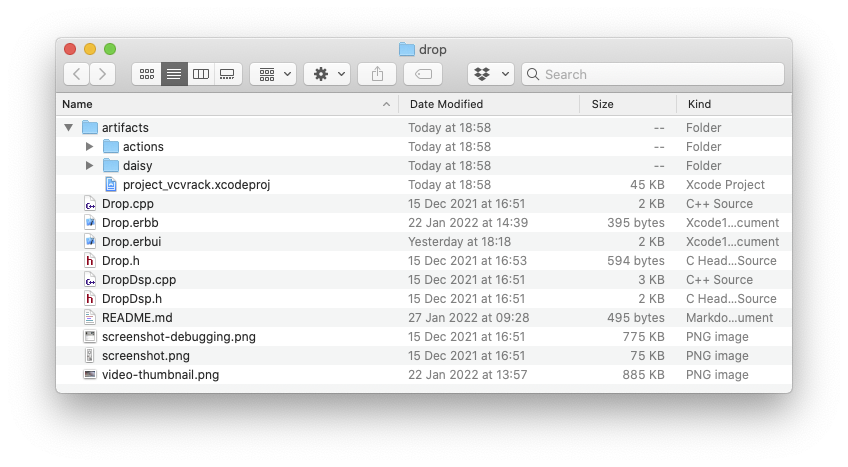 drop
Search
Name Date Modified Size Kind
artifacts Today at 18:58 -- Folder
actions Today at 18:58 -- Folder
daisy Today at 18:58 -- Folder
project_vcvrack.xcodeproj Today at 18:58 45 KB Xcode Project
Drop.cpp 15 Dec 2021 at 16:51 2 KB C++ Source
Drop.erbb 22 Jan 2022 at 14:39 395 bytes Xcode1...cument
Drop.erbui Yesterday at 18:18 2 KB Xcode1...cument
Drop.h 15 Dec 2021 at 16:53 594 bytes C Head...Source
DropDsp.cpp 15 Dec 2021 at 16:51 3 KB C++ Source
DropDsp.h 15 Dec 2021 at 16:51 2 KB C Head...Source
README.md 27 Jan 2022 at 09:28 495 bytes Markdo...ument
screenshot-debugging.png 15 Dec 2021 at 16:51 775 KB PNG image
screenshot.png 15 Dec 2021 at 16:51 75 KB PNG image
video-thumbnail.png 22 Jan 2022 at 13:57 885 KB PNG image